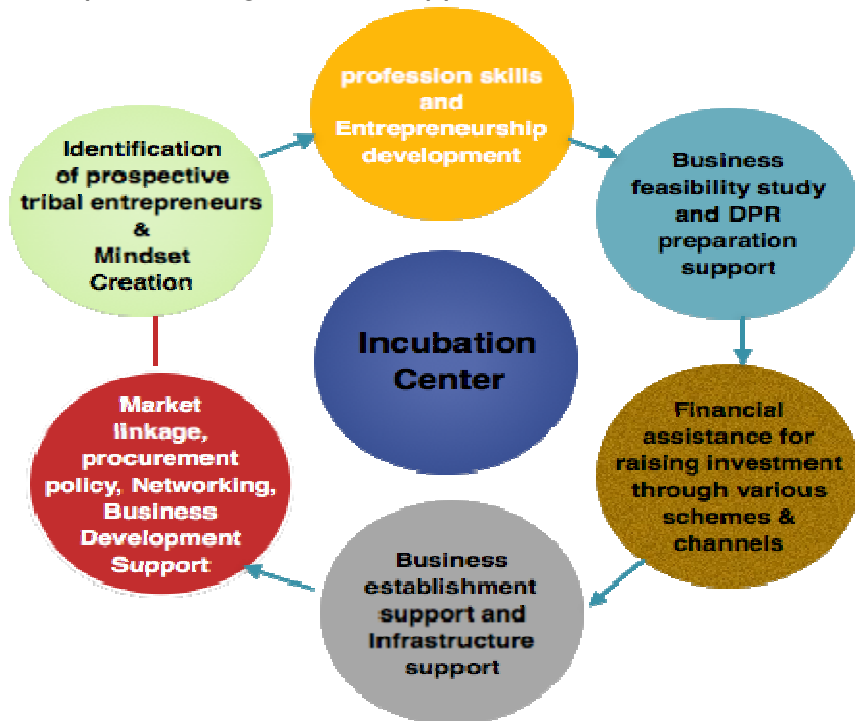 profession skills
and
Entrepreneurship
development
Identification
of prospective
tribal entrepreneurs
&
Mindset
Creation
Business
feasibility study
and DPR
preparation
support
Incubation
Center
Market
linkage,
procurement
policy, Networking,
Business
Development
Support
Financial
assistance for
raising investment
through various
schemes &
channels
Business
establishment
support and
Infrastructure
support